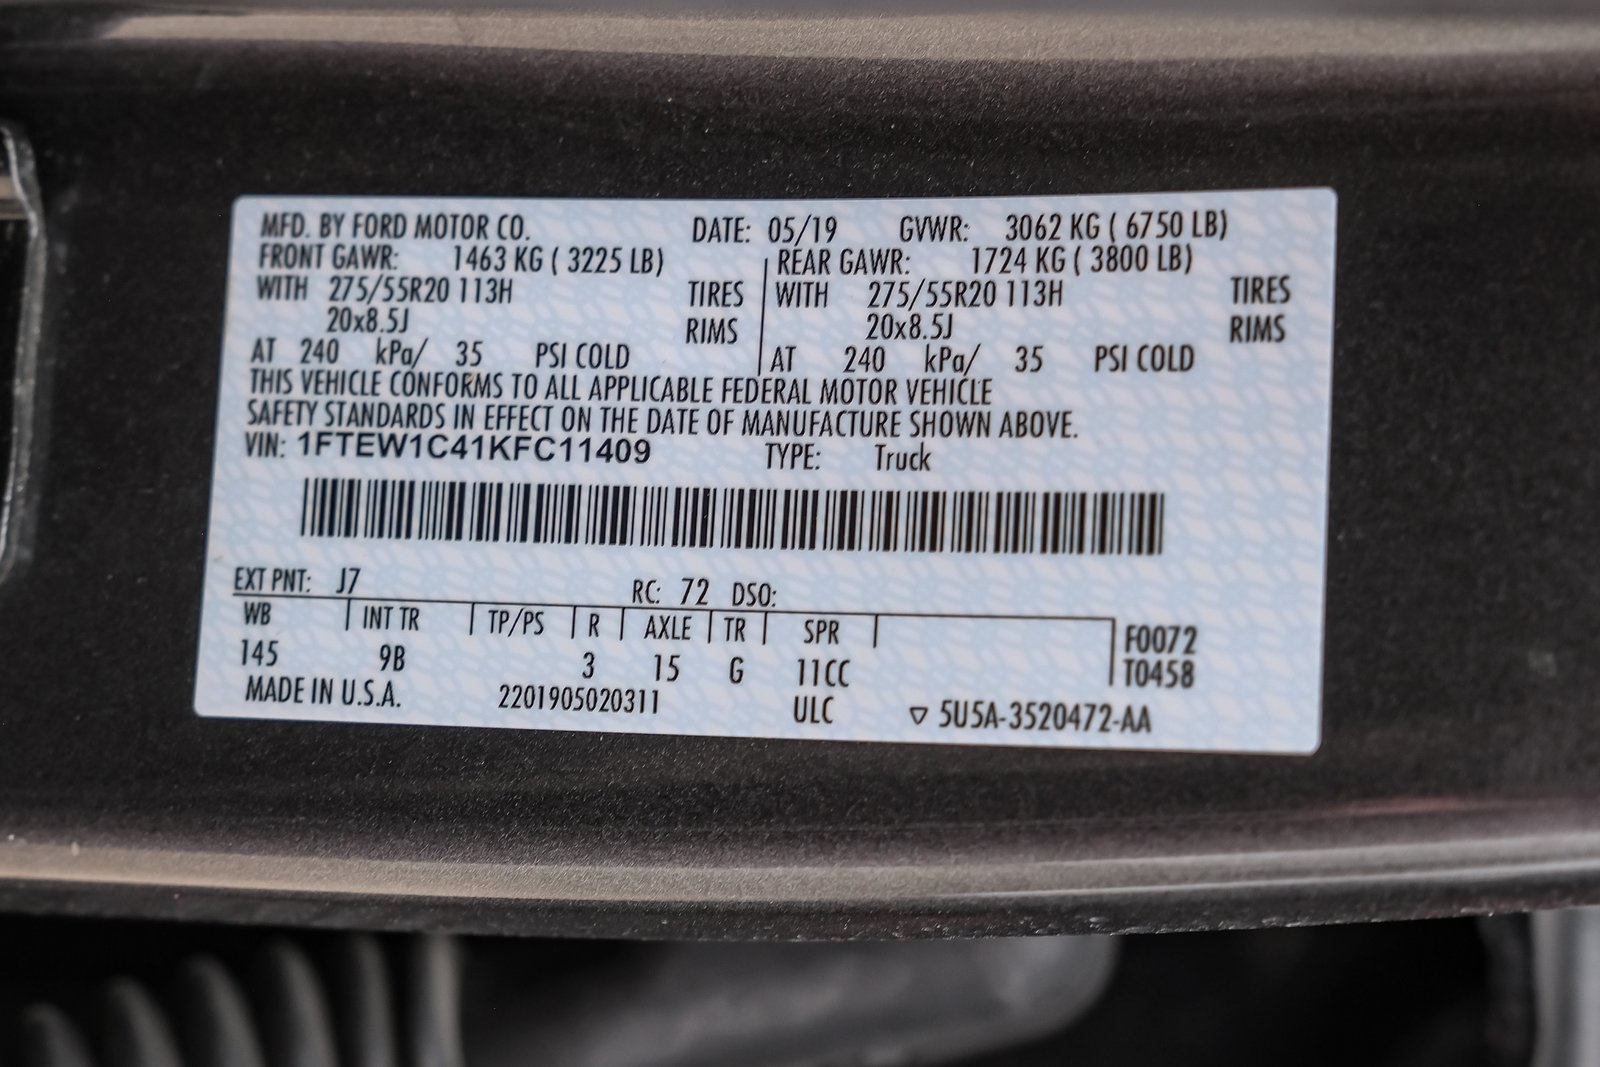 MFD. BY FORD MOTOR CO. DATE: 05/19 GVWR: 3062 KG ( 6750 LB)
FRONT GAWR: 1463 KG ( 3225 LB) REAR GAWR: 1724 KG ( 3800 LB)
WITH 275/55R20 113H TIRES WITH 275/55R20 113H TIRES
20x8.5J RIMS 20x8.5J RIMS
AT 240 kPa/ 35 PSI COLD AT 240 kPa/ 35 PSI COLD
THIS VEHICLE CONFORMS TO ALL APPLICABLE FEDERAL MOTOR VEHICLE
SAFETY STANDARDS IN EFFECT ON THE DATE OF MANUFACTURE SHOWN ABOVE.
VIN: 1FTEW1C41KFC11409 TYPE: Truck
EXT PNT: J7 RC: 72 DSO:
WB INT TR TP/PS R AXLE TR SPR F0072
145 9B 3 15 G 11CC T0458
MADE IN U.S.A. 2201905020311 ULC ▽ 5U5A-3520472-AA